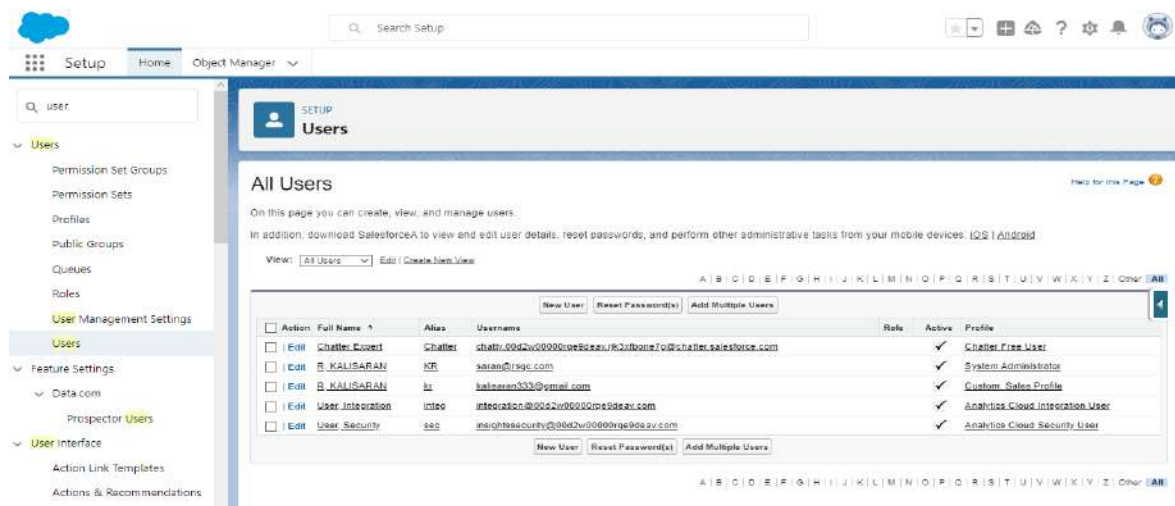 Search Setup
Setup Home Object Manager
user
Users
Permission Set Groups
Permission Sets
Profiles
Public Groups
Queues
Roles
User Management Settings
Users
Feature Settings
Data.com
Prospector Users
User Interface
Action Link Templates
Actions & Recommendations
SETUP
Users
All Users
Help for this Page
On this page you can create, view, and manage users.
In addition, download SalesforceA to view and edit user details, reset passwords, and perform other administrative tasks from your mobile devices. iOS | Android
View: All Users Edit | Create New View
A | B | C | D | E | F | G | H | I | J | K | L | M | N | O | P | Q | R | S | T | U | V | W | X | Y | Z | Other All
New User Reset Password(s) Add Multiple Users
Action Full Name Alias Username Role Active Profile
Edit Chatter Expert Chatter Chatter Free User
Edit R, KALISARAN KR saran@rsgc.com System Administrator
Edit R, KALISARAN kr kalisaran333@gmail.com Custom: Sales Profile
Edit User, Integration integ integration@00d2w00000rqe9deav.com Analytics Cloud Integration User
Edit User, Security sec insightssecurity@00d2w00000rqe9deav.com Analytics Cloud Security User
New User Reset Password(s) Add Multiple Users
A | B | C | D | E | F | G | H | I | J | K | L | M | N | O | P | Q | R | S | T | U | V | W | X | Y | Z | Other All